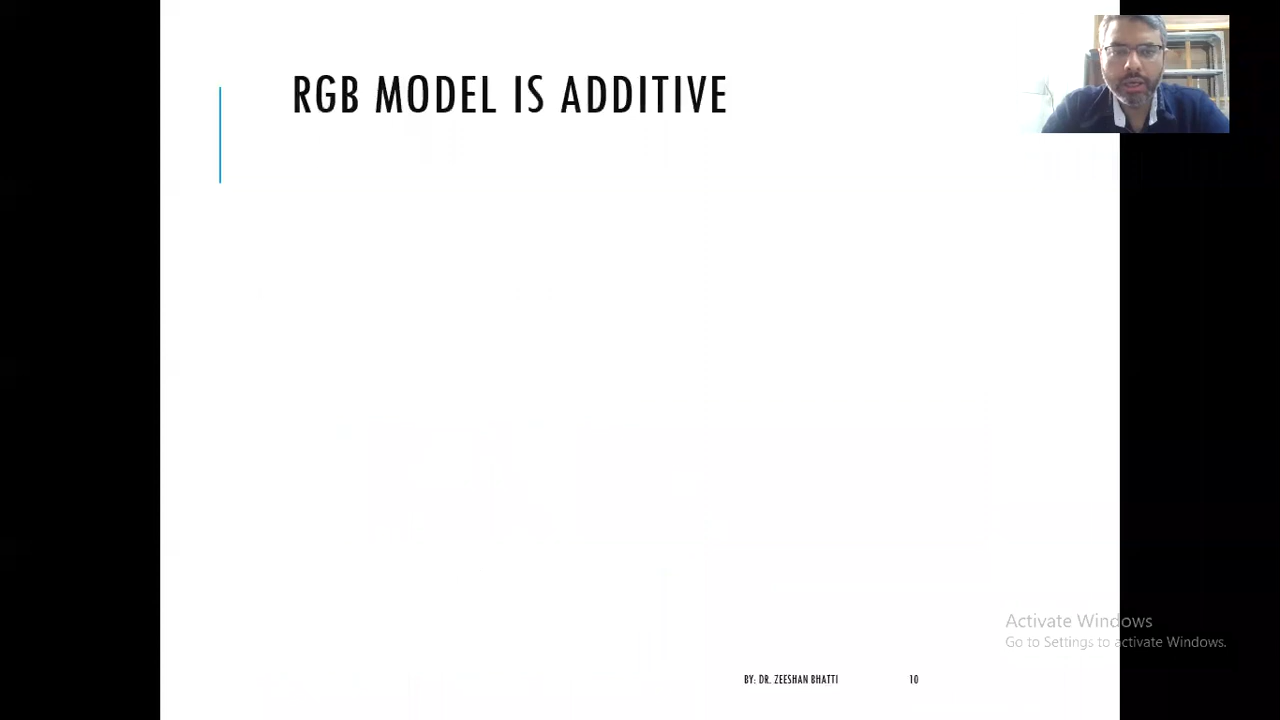 RGB MODEL IS ADDITIVE
Activate Windows
Go to Settings to activate Windows.
BY: DR. ZEESHAN BHATTI 10